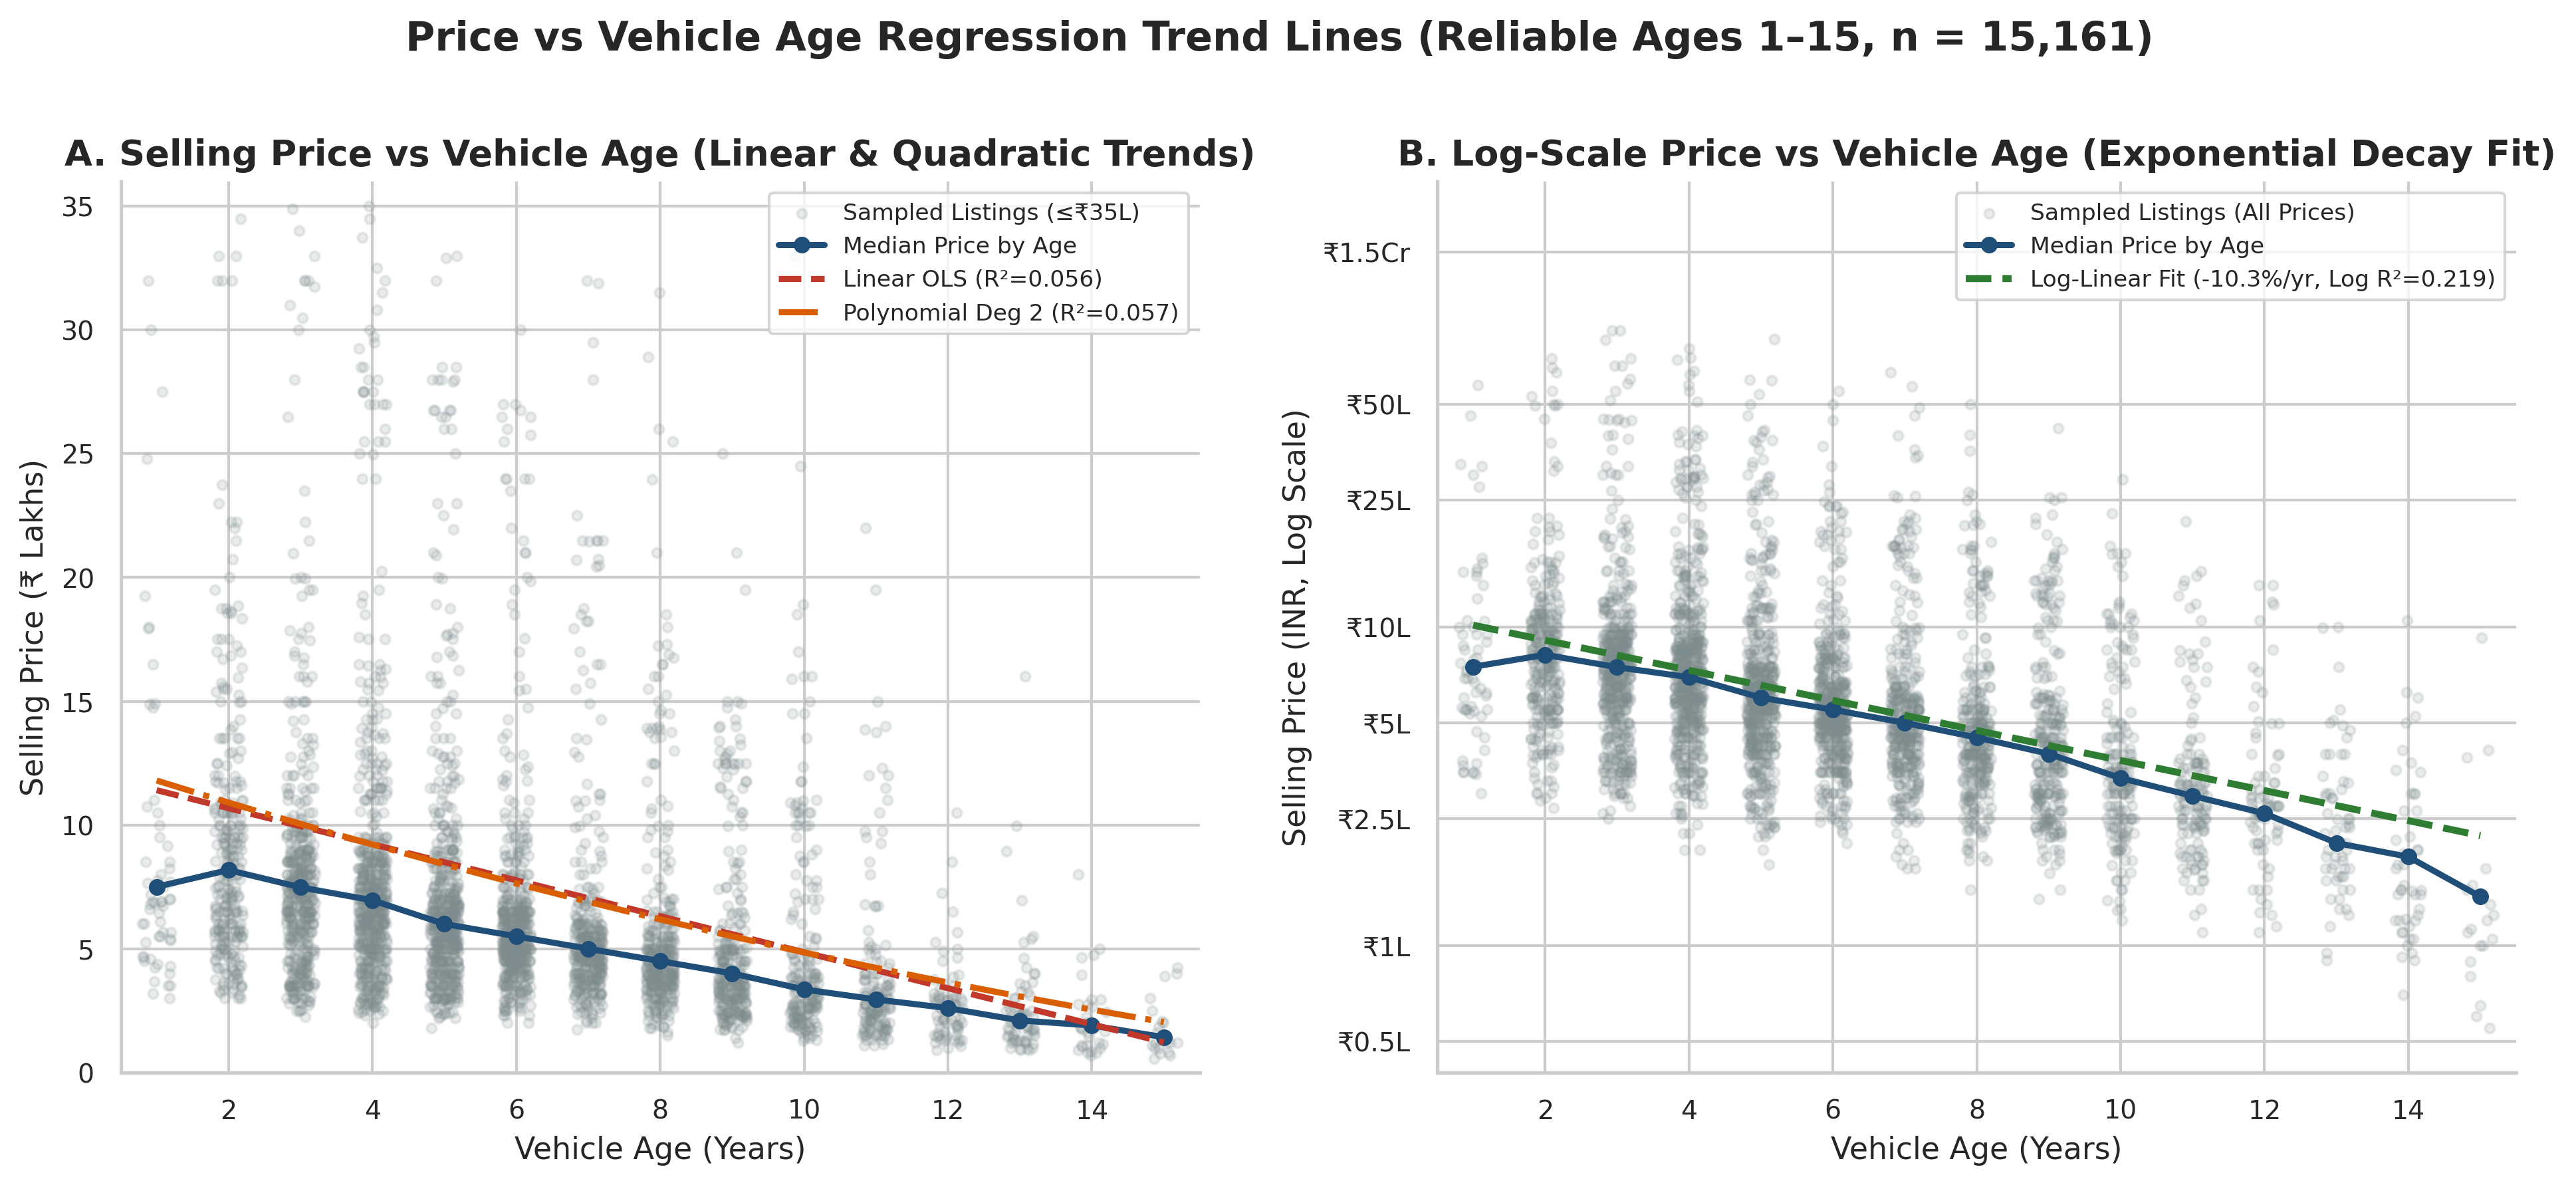 Price vs Vehicle Age Regression Trend Lines (Reliable Ages 1–15, n = 15,161)
A. Selling Price vs Vehicle Age (Linear & Quadratic Trends)
Selling Price (₹ Lakhs)
35
30
25
20
15
10
5
0
Sampled Listings (≤₹35L)
Median Price by Age
Linear OLS (R²=0.056)
Polynomial Deg 2 (R²=0.057)
2 4 6 8 10 12 14
Vehicle Age (Years)
B. Log-Scale Price vs Vehicle Age (Exponential Decay Fit)
Selling Price (INR, Log Scale)
₹1.5Cr
₹50L
₹25L
₹10L
₹5L
₹2.5L
₹1L
₹0.5L
Sampled Listings (All Prices)
Median Price by Age
Log-Linear Fit (-10.3%/yr, Log R²=0.219)
2 4 6 8 10 12 14
Vehicle Age (Years)